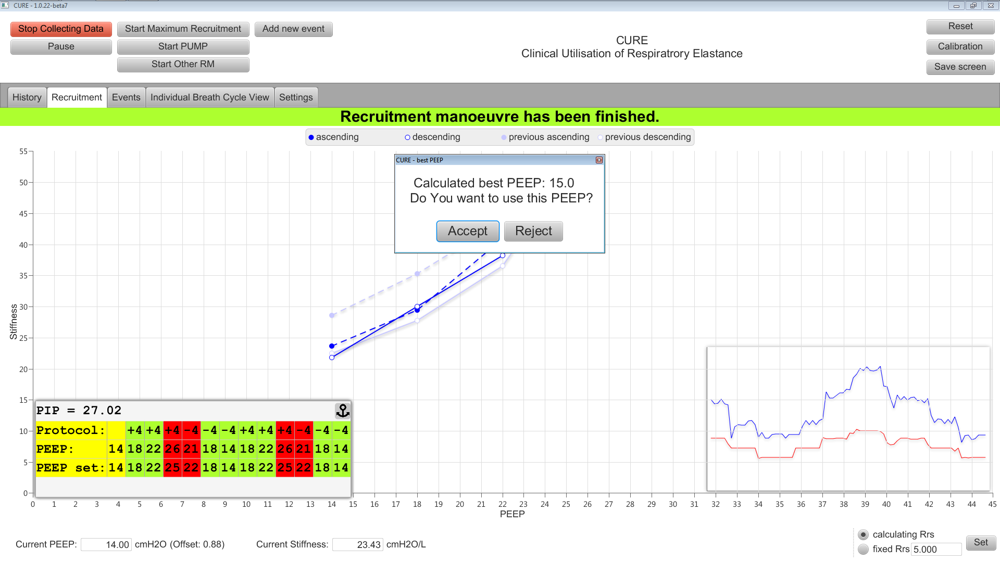 CURE - 1.0.22-beta7
Stop Collecting Data Start Maximum Recruitment Add new event
Pause Start PUMP
Start Other RM
CURE
Clinical Utilisation of Respiratrory Elastance
Reset
Calibration
Save screen
History Recruitment Events Individual Breath Cycle View Settings
Recruitment manoeuvre has been finished.
ascending descending previous ascending previous descending
CURE - best PEEP
Calculated best PEEP: 15.0
Do You want to use this PEEP?
Accept Reject
55
50
45
40
35
30
25
20
15
10
5
0
Stiffness
PIP = 27.02
Protocol: +4 +4 +4 -4 -4 -4 +4 +4 +4 -4 -4 -4
PEEP: 14 18 22 26 21 18 14 18 22 26 21 18 14
PEEP set: 14 18 22 25 22 18 14 18 22 25 22 18 14
0 1 2 3 4 5 6 7 8 9 10 11 12 13 14 15 16 17 18 19 20 21 22 23 24 25 26 27 28 29 30 31 32 33 34 35 36 37 38 39 40 41 42 43 44 45
PEEP
Current PEEP: 14.00 cmH2O (Offset: 0.88) Current Stiffness: 23.43 cmH2O/L
calculating Rrs
fixed Rrs 5.000
Set